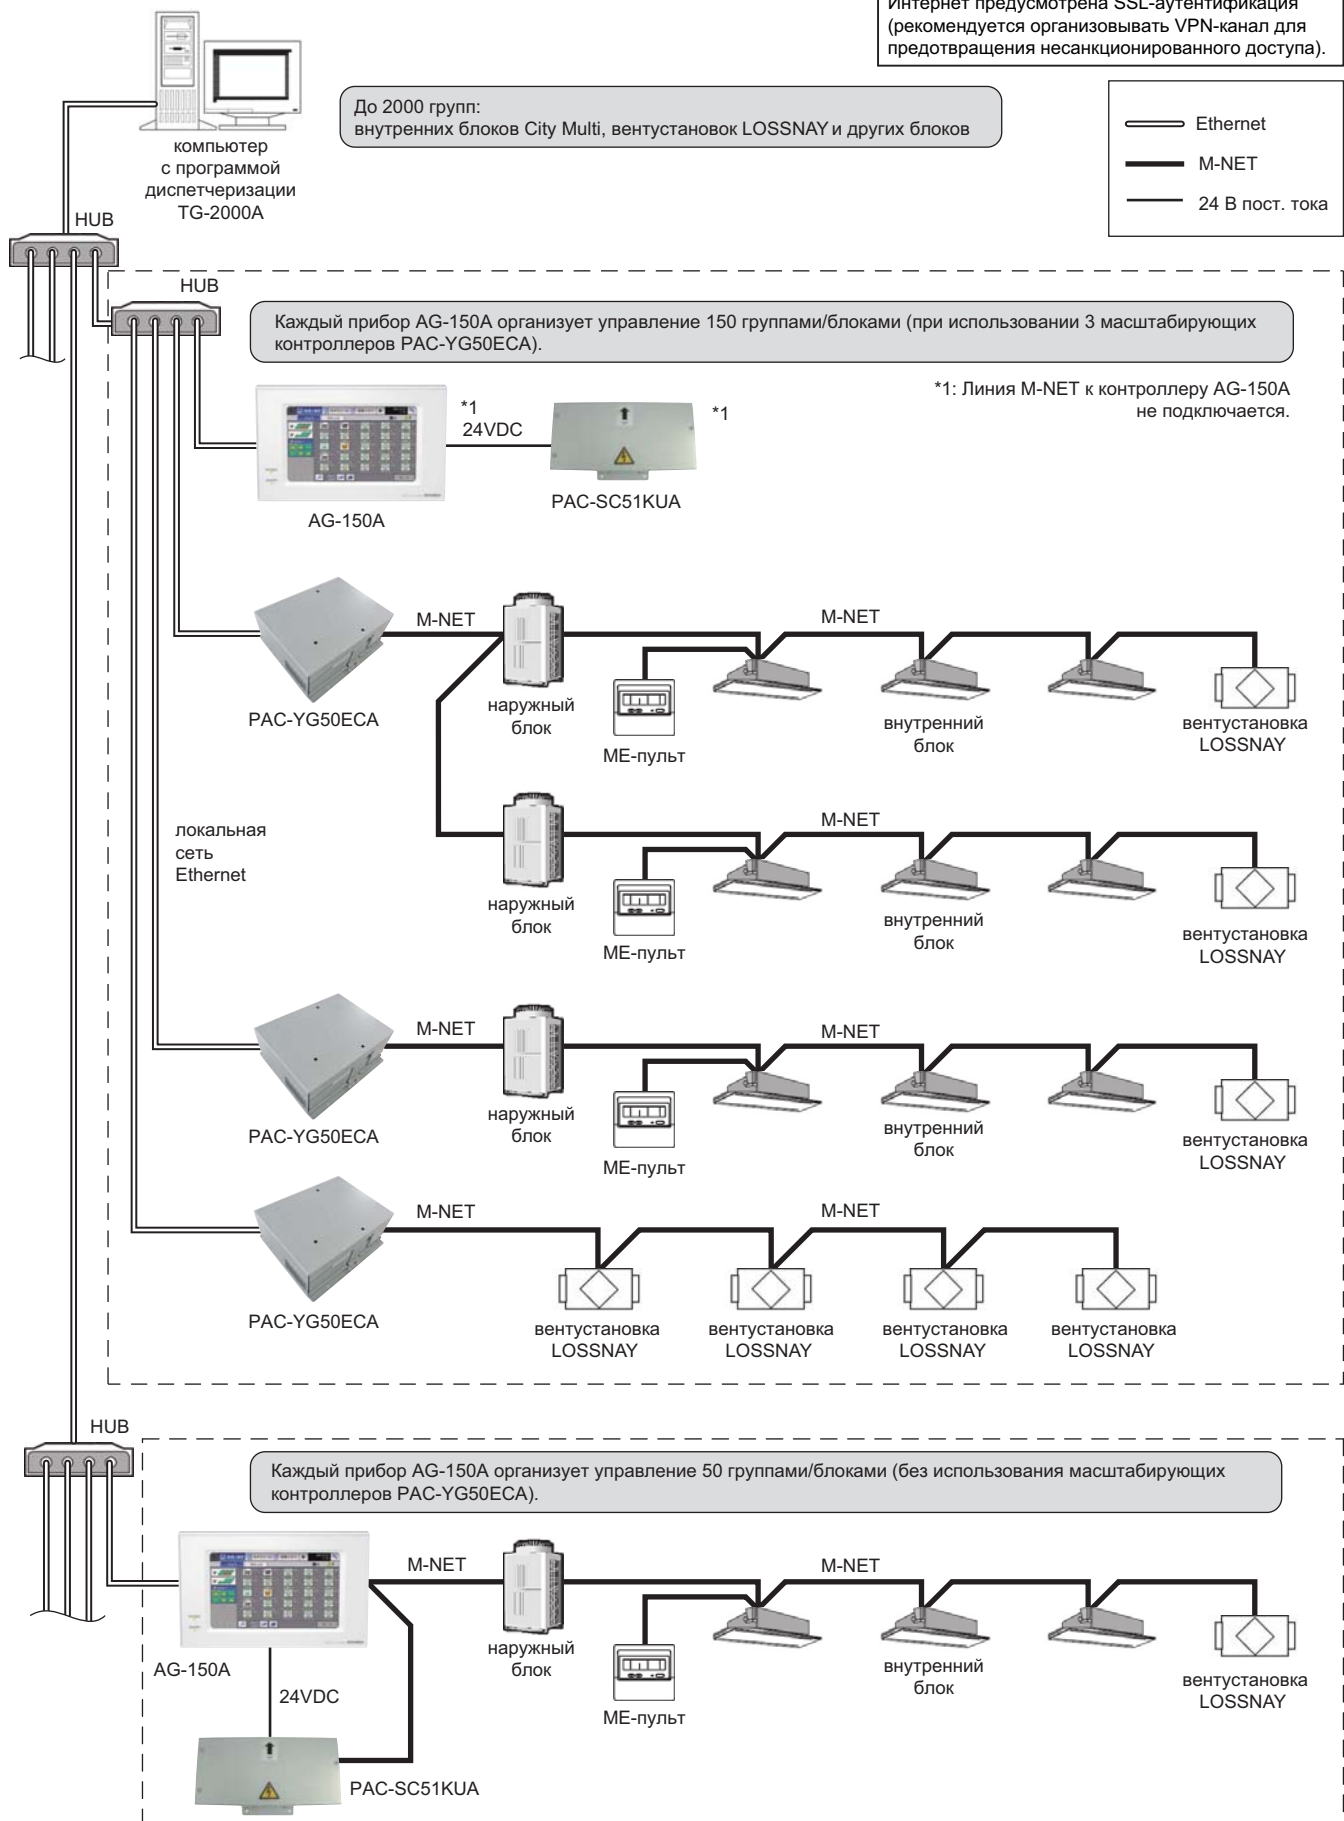 Интернет предусмотрена SSL-аутентификация
(рекомендуется организовывать VPN-канал для
предотвращения несанкционированного доступа).
До 2000 групп:
внутренних блоков City Multi, вентустановок LOSSNAY и других блоков
Ethernet
M-NET
24 В пост. тока
компьютер
с программой
диспетчеризации
TG-2000A
HUB
HUB
Каждый прибор AG-150A организует управление 150 группами/блоками (при использовании 3 масштабирующих
контроллеров PAC-YG50ECA).
*1: Линия M-NET к контроллеру AG-150A
не подключается.
*1
24VDC
*1
AG-150A
PAC-SC51KUA
M-NET
M-NET
PAC-YG50ECA
наружный
блок
ME-пульт
внутренний
блок
вентустановка
LOSSNAY
локальная
сеть
Ethernet
M-NET
наружный
блок
ME-пульт
внутренний
блок
вентустановка
LOSSNAY
M-NET
M-NET
PAC-YG50ECA
наружный
блок
ME-пульт
внутренний
блок
вентустановка
LOSSNAY
M-NET
M-NET
PAC-YG50ECA
вентустановка
LOSSNAY
вентустановка
LOSSNAY
вентустановка
LOSSNAY
вентустановка
LOSSNAY
HUB
Каждый прибор AG-150A организует управление 50 группами/блоками (без использования масштабирующих
контроллеров PAC-YG50ECA).
M-NET
M-NET
AG-150A
24VDC
наружный
блок
ME-пульт
внутренний
блок
вентустановка
LOSSNAY
PAC-SC51KUA